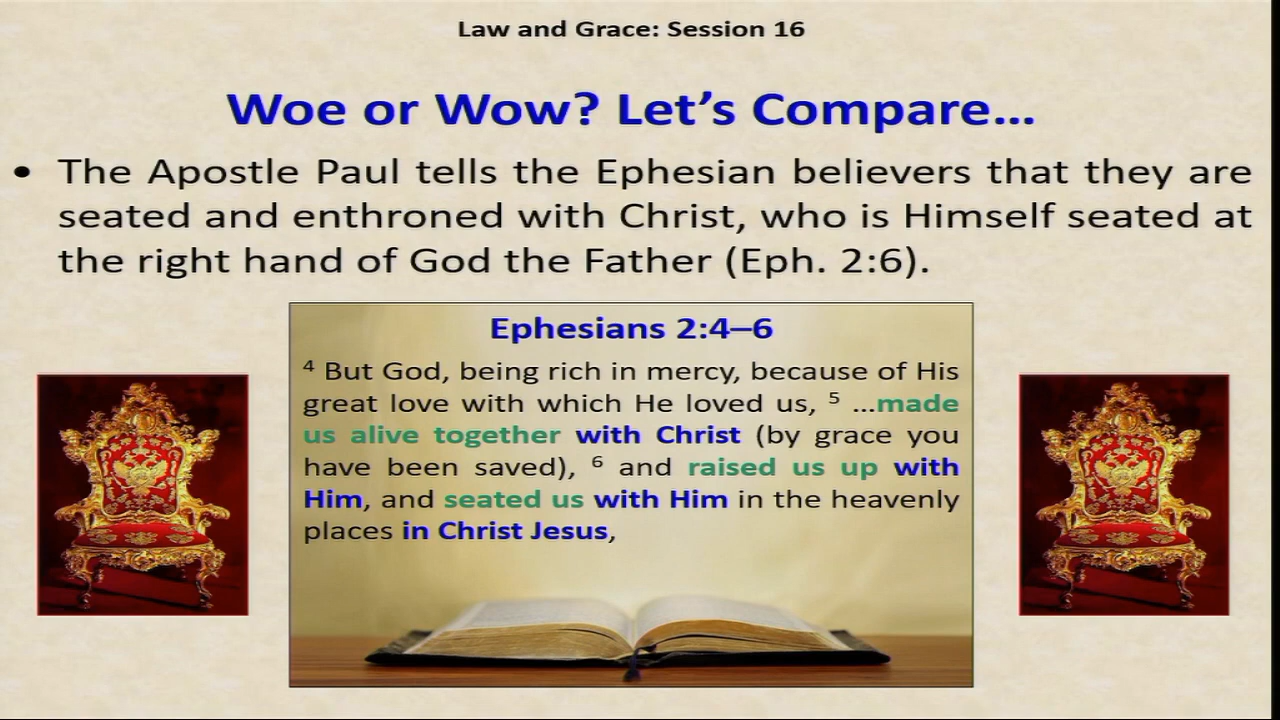 Law and Grace: Session 16
Woe or Wow? Let’s Compare…
• The Apostle Paul tells the Ephesian believers that they are
seated and enthroned with Christ, who is Himself seated at
the right hand of God the Father (Eph. 2:6).
Ephesians 2:4–6
⁴ But God, being rich in mercy, because of His
great love with which He loved us, ⁵ …made
us alive together with Christ (by grace you
have been saved), ⁶ and raised us up with
Him, and seated us with Him in the heavenly
places in Christ Jesus,